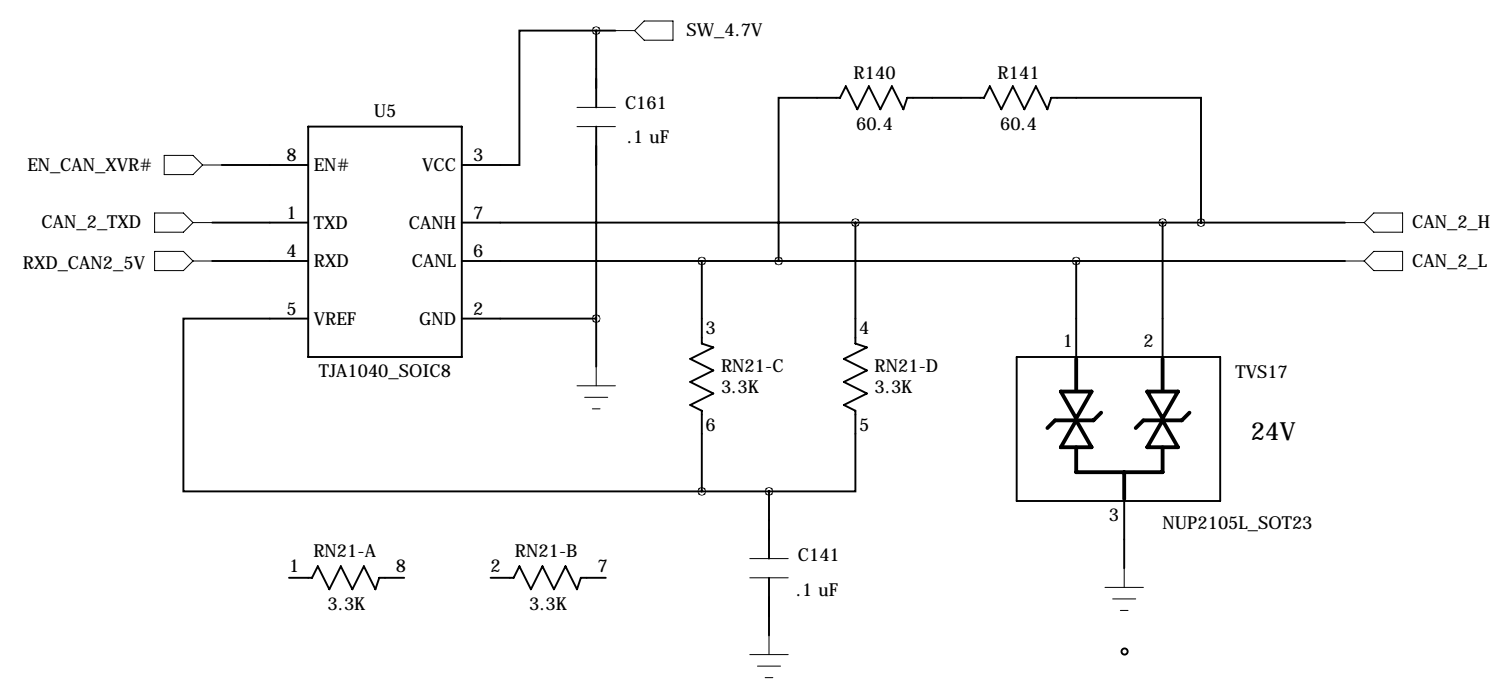 SW_4.7V
R140
R141
60.4
60.4
C161
.1 uF
U5
EN_CAN_XVR#
8
EN#
VCC
3
CAN_2_TXD
1
TXD
CANH
7
CAN_2_H
RXD_CAN2_5V
4
RXD
CANL
6
CAN_2_L
5
VREF
GND
2
TJA1040_SOIC8
3
RN21-C
3.3K
6
4
RN21-D
3.3K
5
1
2
TVS17
24V
3
NUP2105L_SOT23
RN21-A
1
8
3.3K
RN21-B
2
7
3.3K
C141
.1 uF